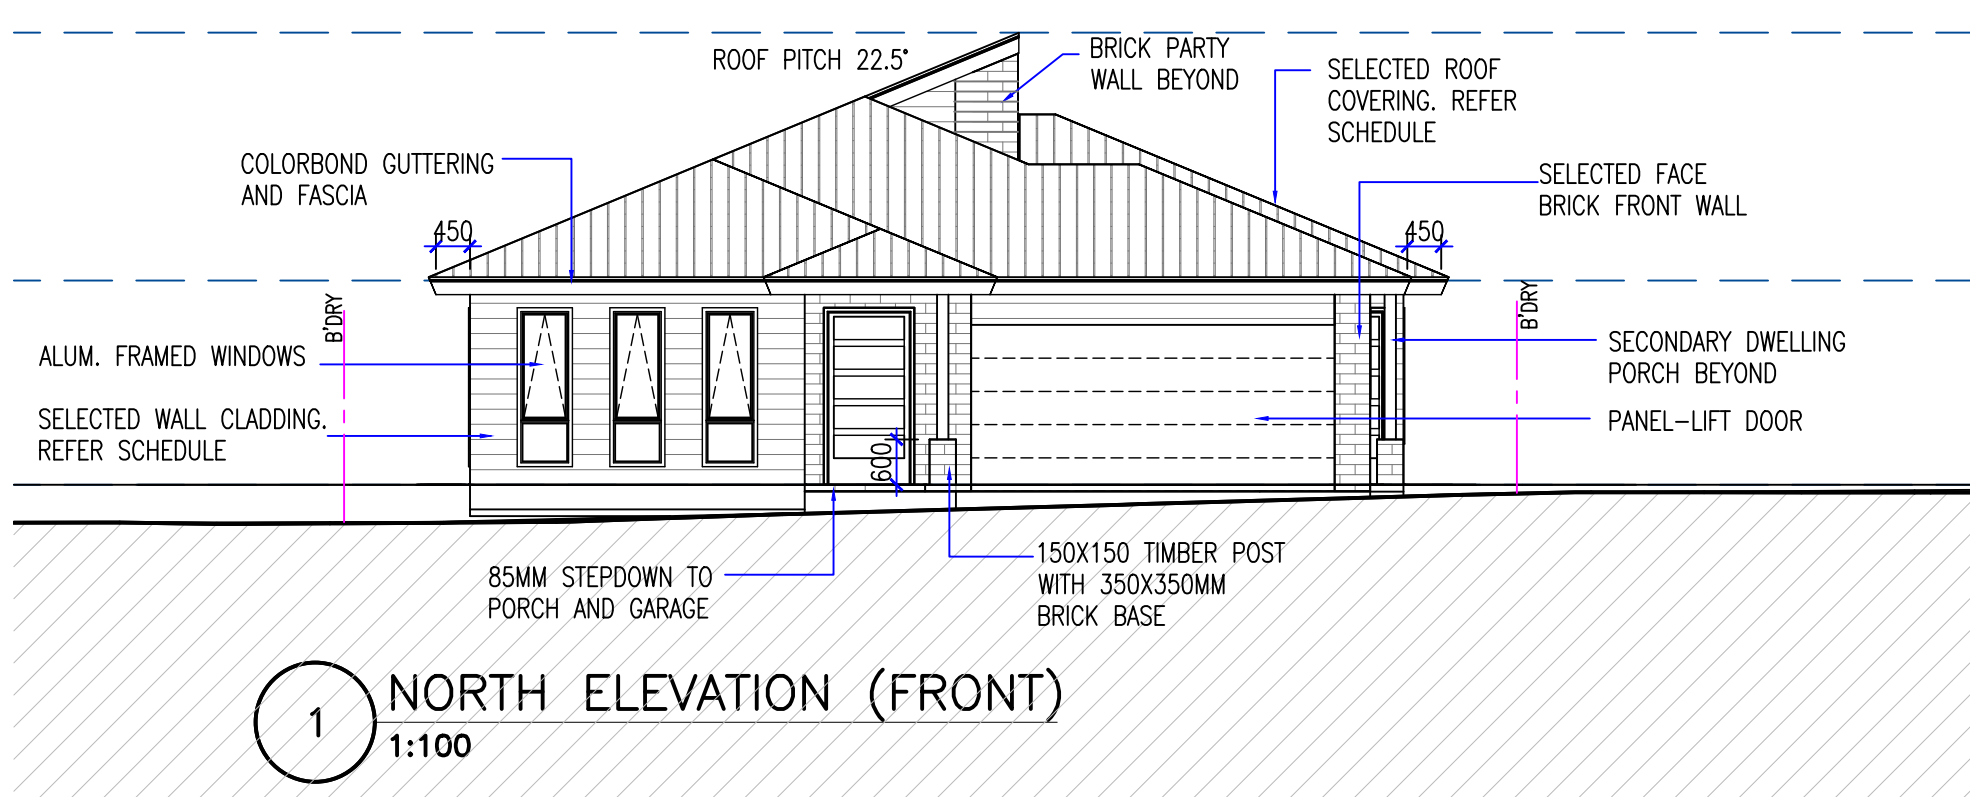 ROOF PITCH 22.5°
BRICK PARTY
WALL BEYOND
SELECTED ROOF
COVERING. REFER
SCHEDULE
COLORBOND GUTTERING
AND FASCIA
SELECTED FACE
BRICK FRONT WALL
450
450
B'DRY
B'DRY
ALUM. FRAMED WINDOWS
SECONDARY DWELLING
PORCH BEYOND
SELECTED WALL CLADDING.
REFER SCHEDULE
PANEL-LIFT DOOR
600
85MM STEPDOWN TO
PORCH AND GARAGE
150X150 TIMBER POST
WITH 350X350MM
BRICK BASE
1
NORTH ELEVATION (FRONT)
1:100